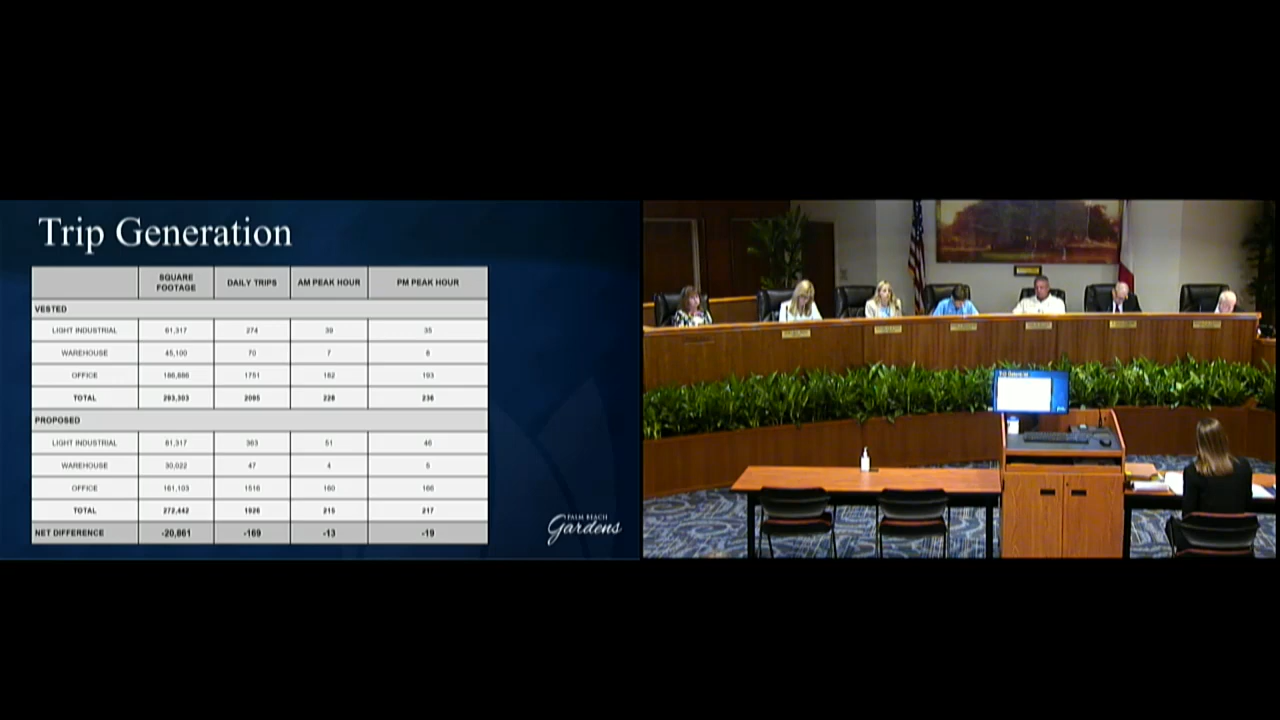 Trip Generation
SQUARE FOOTAGE DAILY TRIPS AM PEAK HOUR PM PEAK HOUR
VESTED
LIGHT INDUSTRIAL 61,317 274 39 35
WAREHOUSE 45,100 70 7 8
OFFICE 186,886 1751 182 193
TOTAL 293,303 2095 228 236
PROPOSED
LIGHT INDUSTRIAL 81,317 363 51 46
WAREHOUSE 30,022 47 4 5
OFFICE 161,103 1516 160 166
TOTAL 272,442 1926 215 217
NET DIFFERENCE -20,861 -169 -13 -19
PALM BEACH
Gardens